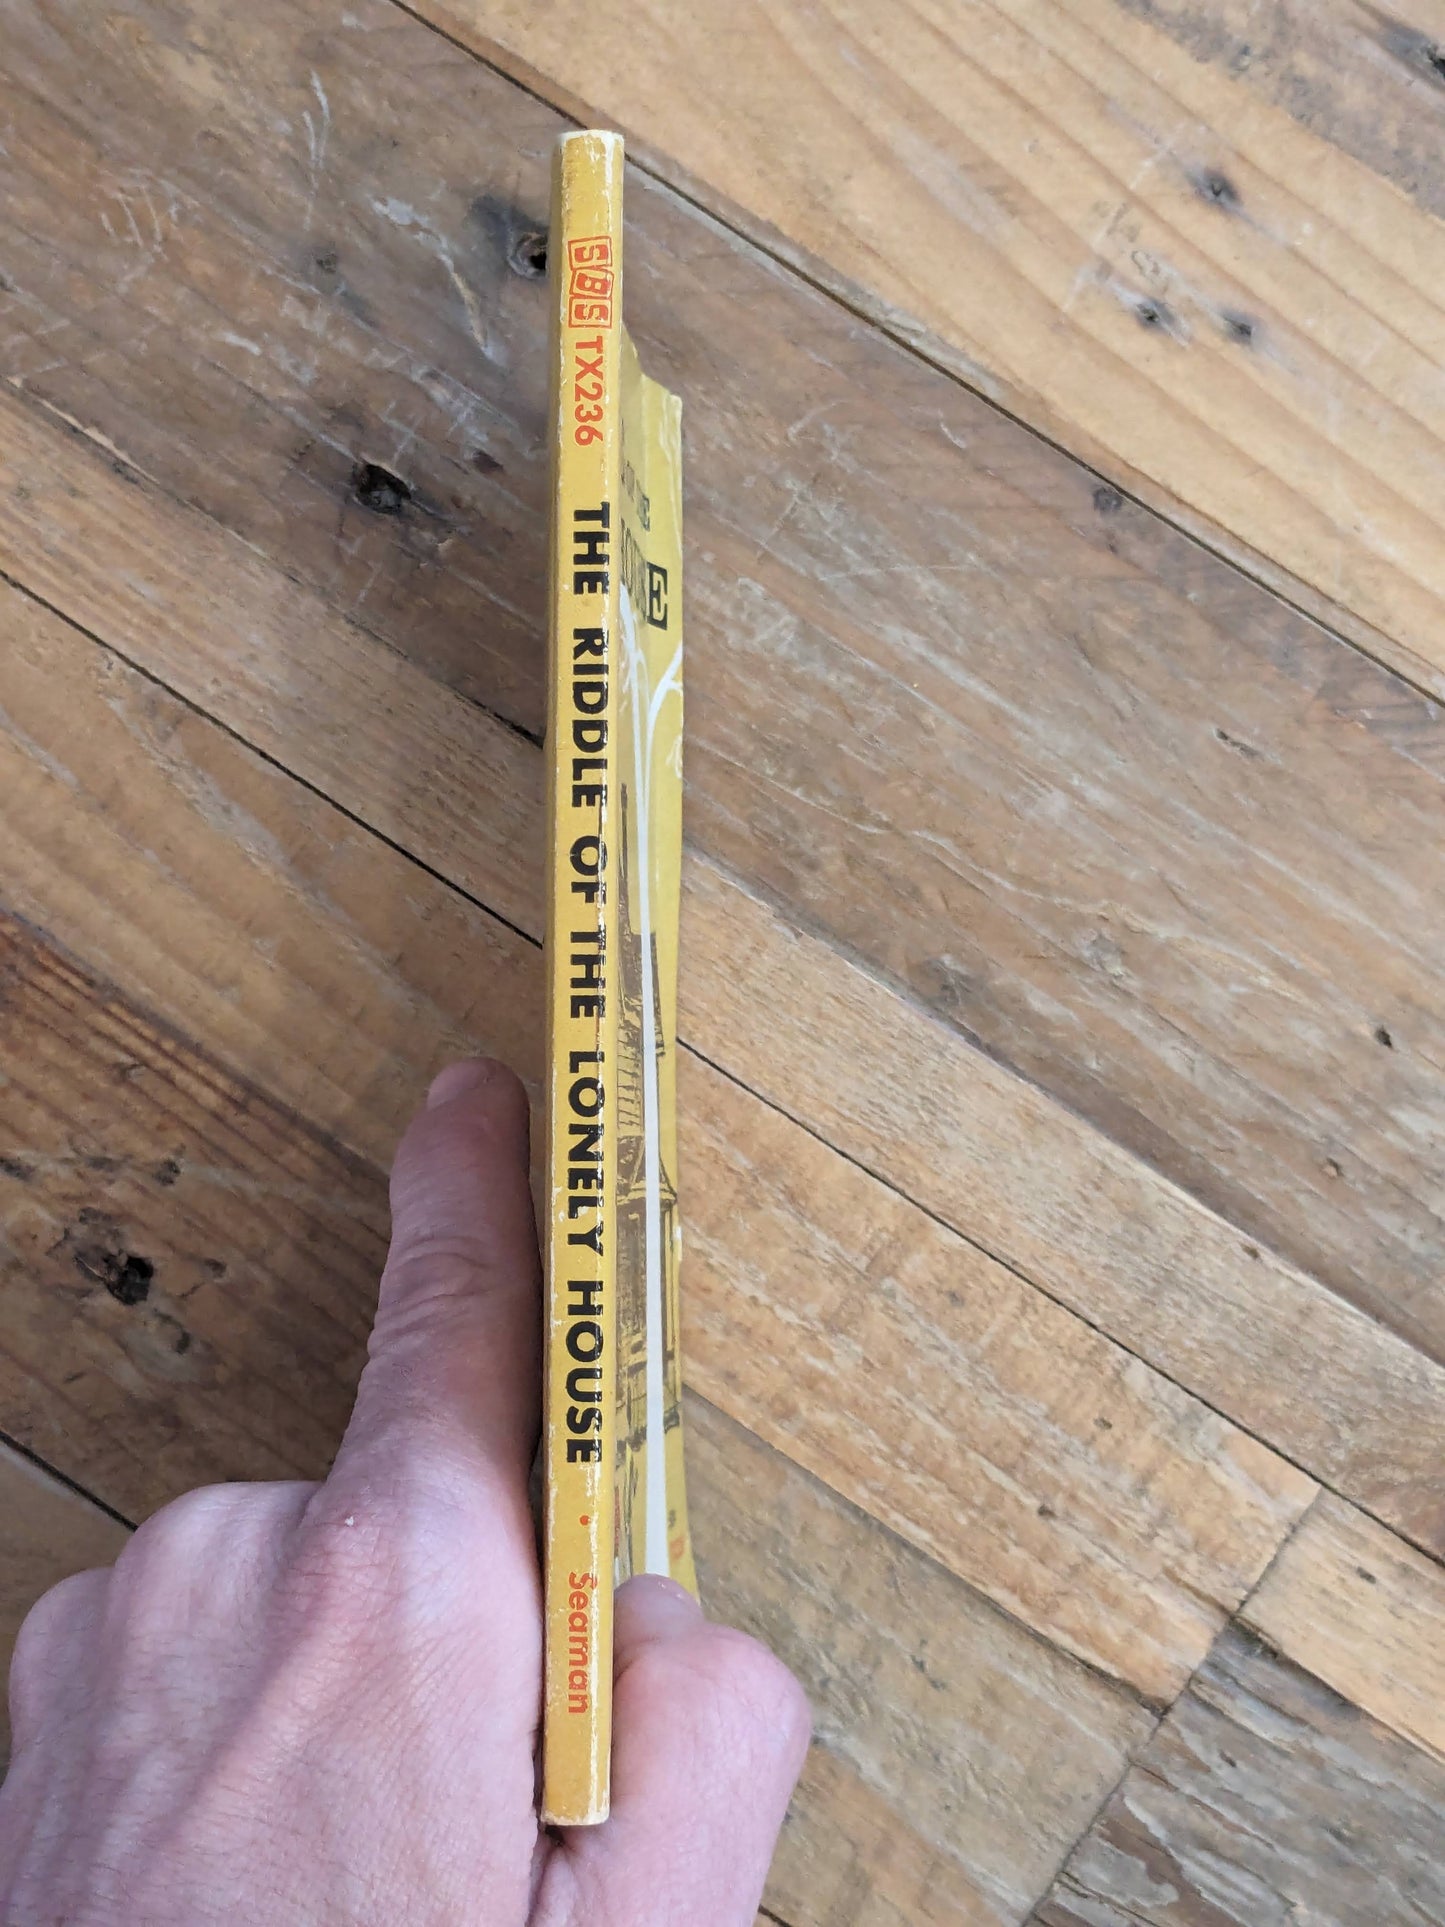 SBS TX236 THE RIDDLE OF THE LONELY HOUSE • Seaman